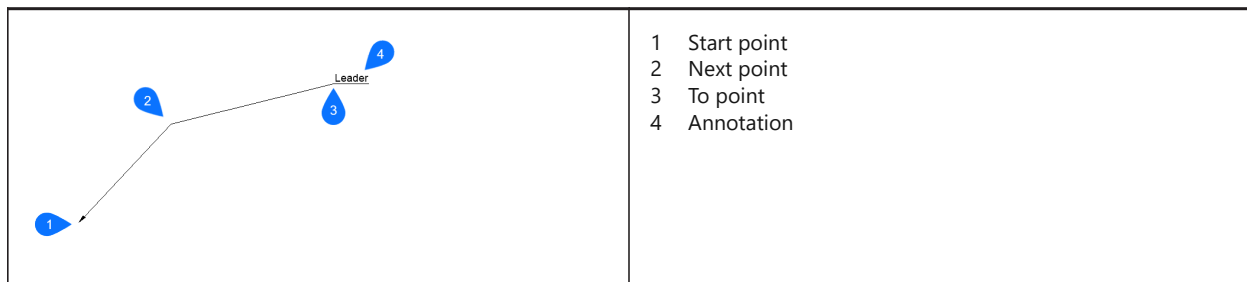 4
Leader
2
3
1
1 Start point
2 Next point
3 To point
4 Annotation